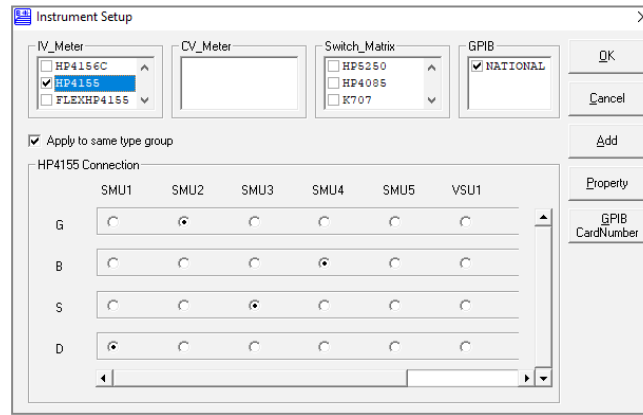 Instrument Setup
IV_Meter
HP4156C
HP4155
FLEXHP4155
CV_Meter
Switch_Matrix
HP5250
HP4085
K707
GPIB
NATIONAL
OK
Cancel
Add
Property
GPIB
CardNumber
Apply to same type group
HP4155 Connection
SMU1 SMU2 SMU3 SMU4 SMU5 VSU1
G
B
S
D